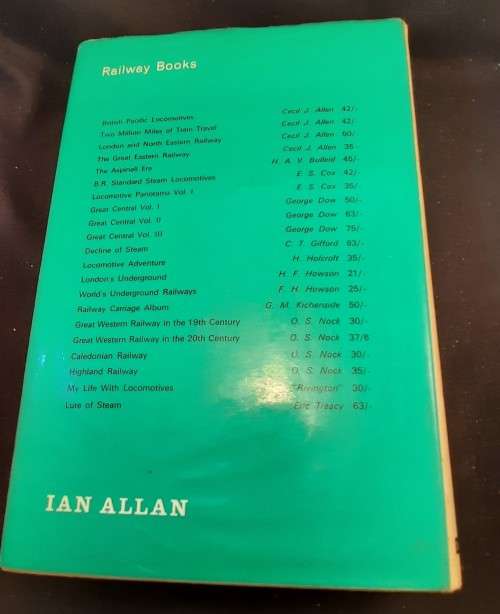 Railway Books
British Pacific Locomotives Cecil J. Allen 42/-
Two Million Miles of Train Travel Cecil J. Allen 42/
London and North Eastern Railway Cecil J. Allen 60/
The Great Eastern Railway Cecil J. Allen 35
The Aspinall Era H. A. V. Bulleid 45/-
B.R. Standard Steam Locomotives E. S. Cox 42/-
Locomotive Panorama Vol. I E. S. Cox 35/
Great Central Vol. I George Dow 50/-
Great Central Vol. II George Dow 63/-
Great Central Vol. III George Dow 75/-
Decline of Steam C. T. Gifford 63/-
Locomotive Adventure H. Holcroft 35/-
London's Underground H. F. Howson 21/-
World's Underground Railways F. H. Howson 25/-
Railway Carriage Album G. M. Kichenside 50/-
Great Western Railway in the 19th Century O. S. Nock 30/-
Great Western Railway in the 20th Century O. S. Nock 37/6
Caledonian Railway O. S. Nock 30/
Highland Railway O. S. Nock 35/
My Life With Locomotives "Rivington" 30/-
Lure of Steam Eric Treacy 63/-
IAN ALLAN